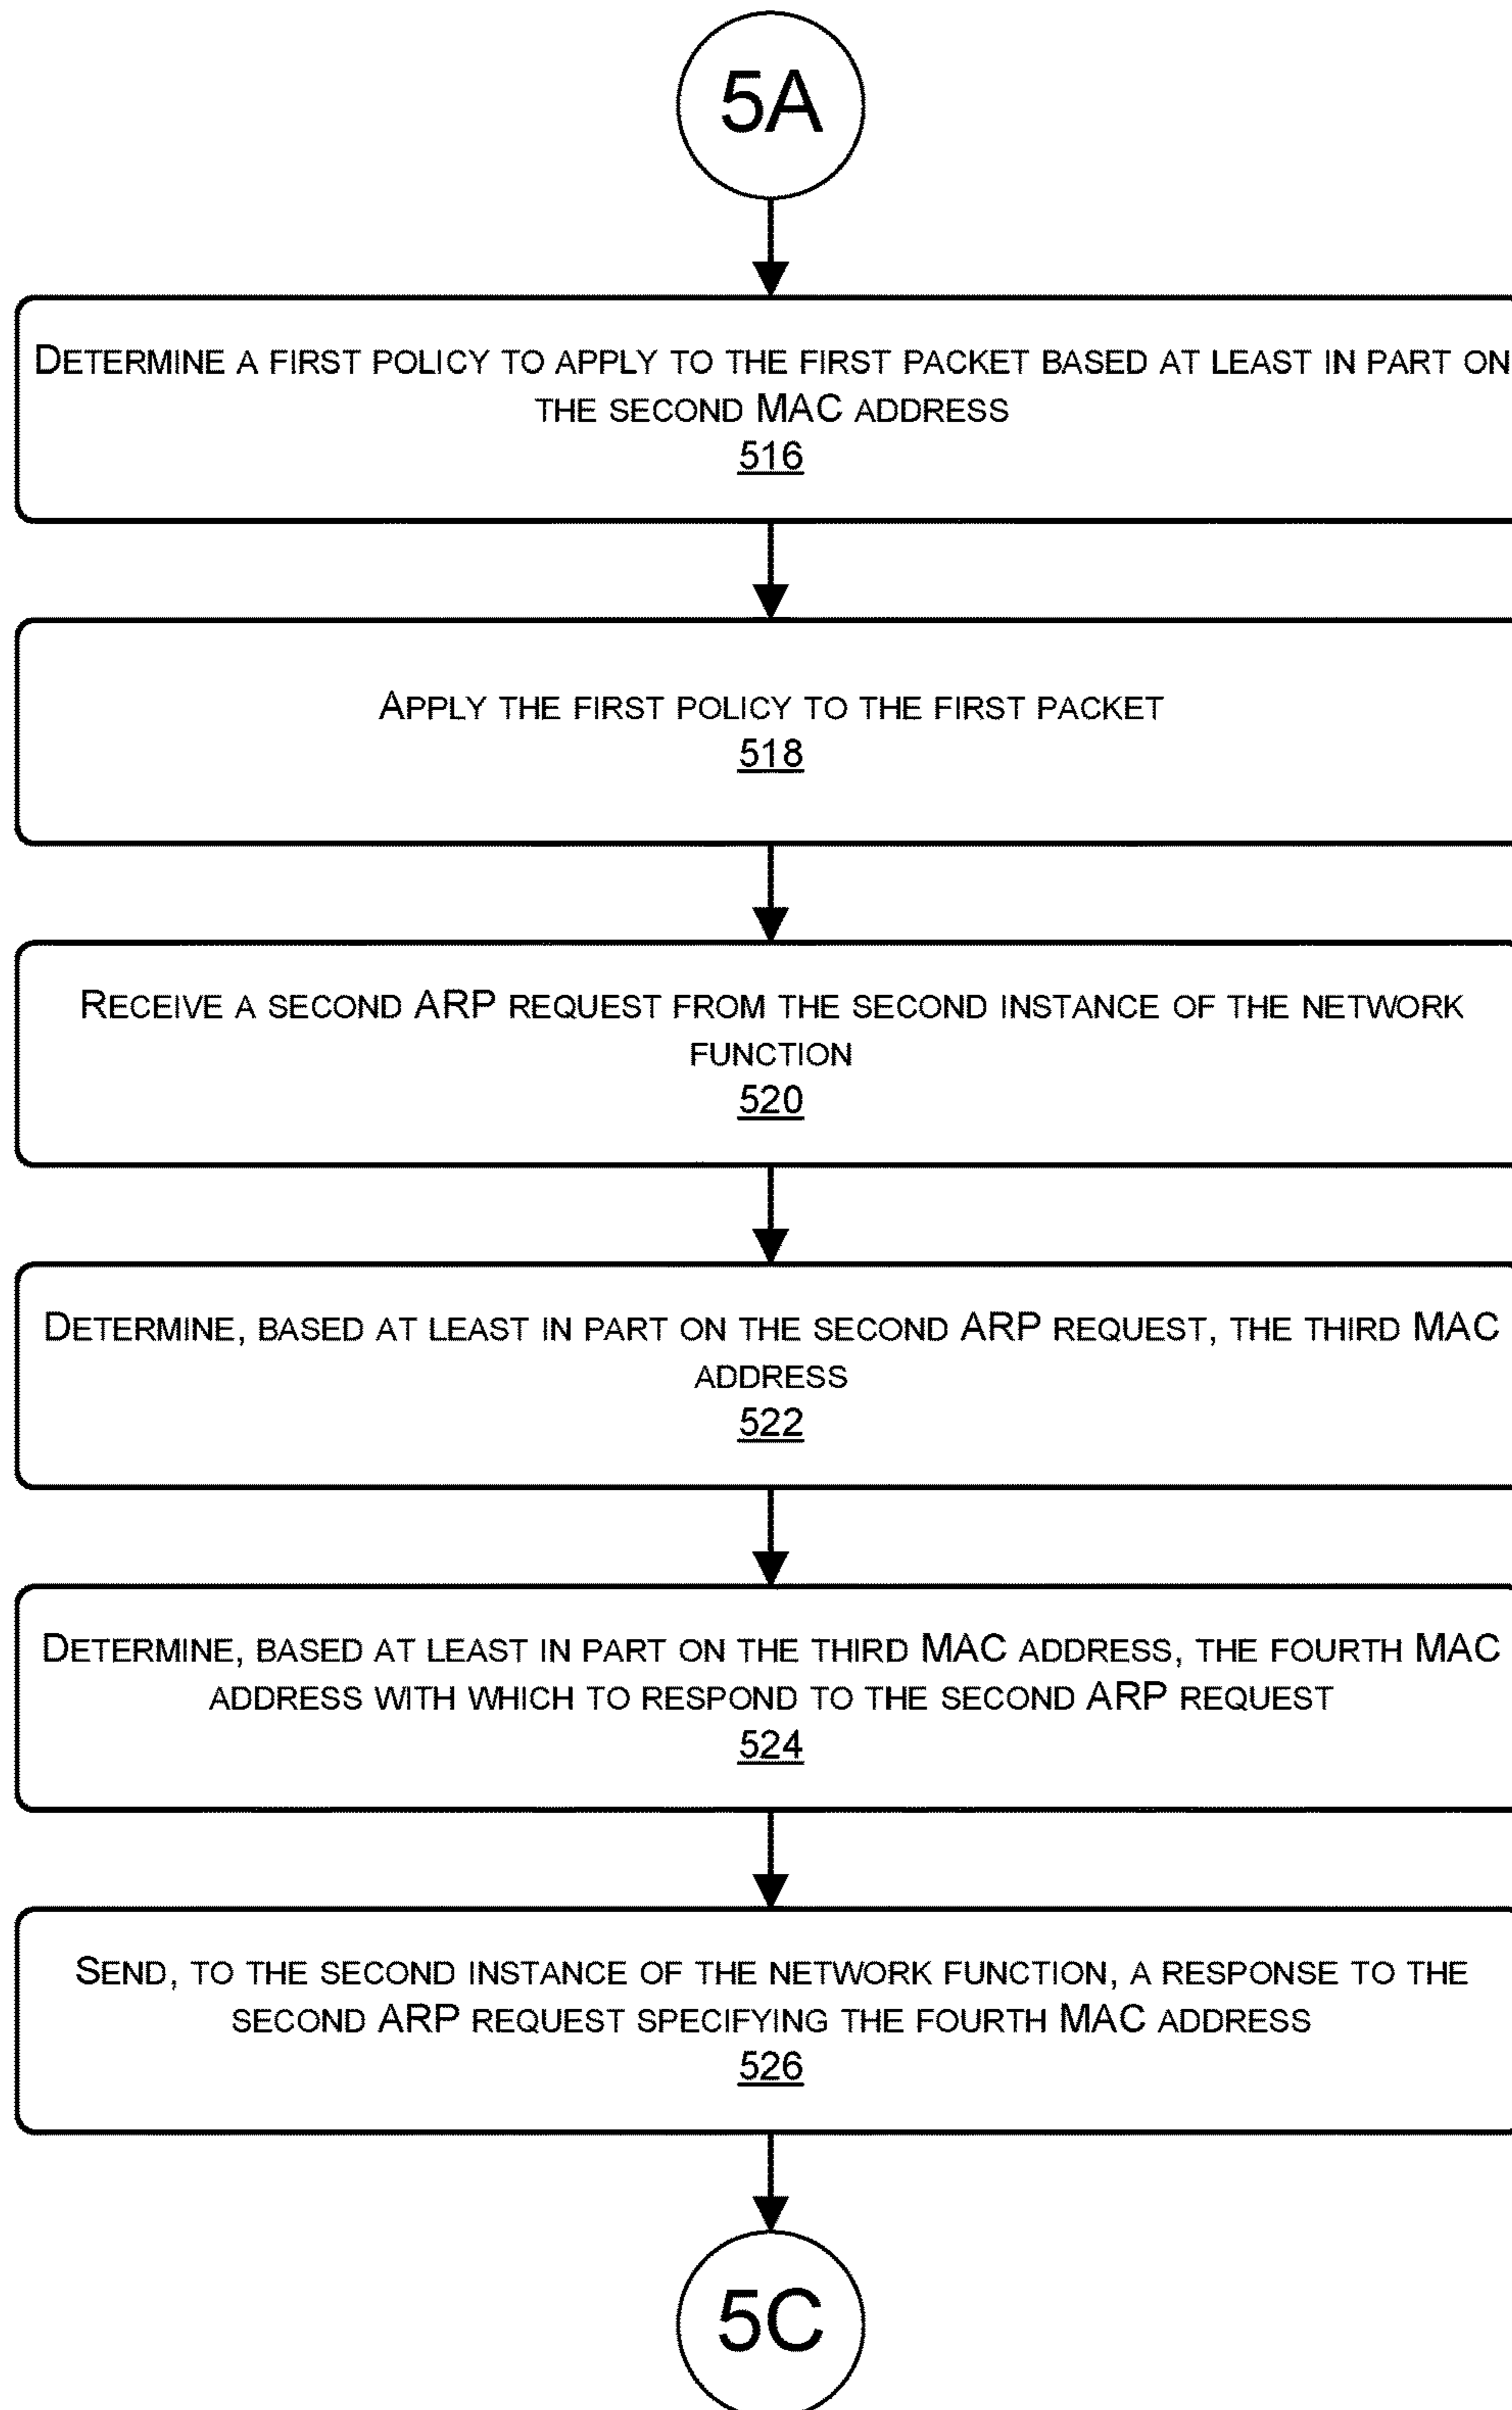 5A
DETERMINE A FIRST POLICY TO APPLY TO THE FIRST PACKET BASED AT LEAST IN PART ON
THE SECOND MAC ADDRESS
516
APPLY THE FIRST POLICY TO THE FIRST PACKET
518
RECEIVE A SECOND ARP REQUEST FROM THE SECOND INSTANCE OF THE NETWORK
FUNCTION
520
DETERMINE, BASED AT LEAST IN PART ON THE SECOND ARP REQUEST, THE THIRD MAC
ADDRESS
522
DETERMINE, BASED AT LEAST IN PART ON THE THIRD MAC ADDRESS, THE FOURTH MAC
ADDRESS WITH WHICH TO RESPOND TO THE SECOND ARP REQUEST
524
SEND, TO THE SECOND INSTANCE OF THE NETWORK FUNCTION, A RESPONSE TO THE
SECOND ARP REQUEST SPECIFYING THE FOURTH MAC ADDRESS
526
5C